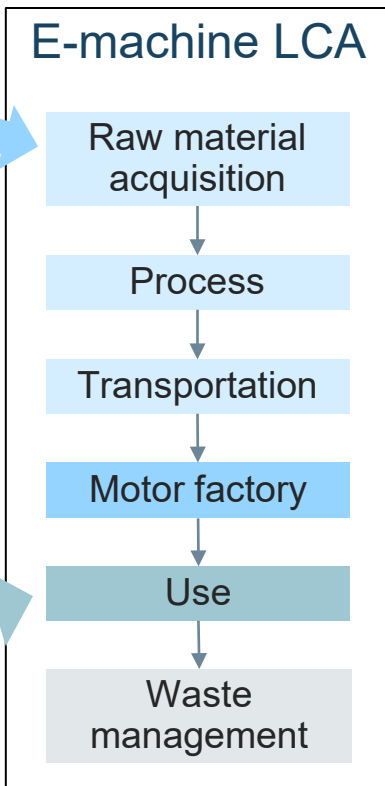 E-machine LCA
Raw material
acquisition
Process
Transportation
Motor factory
Use
Waste
management